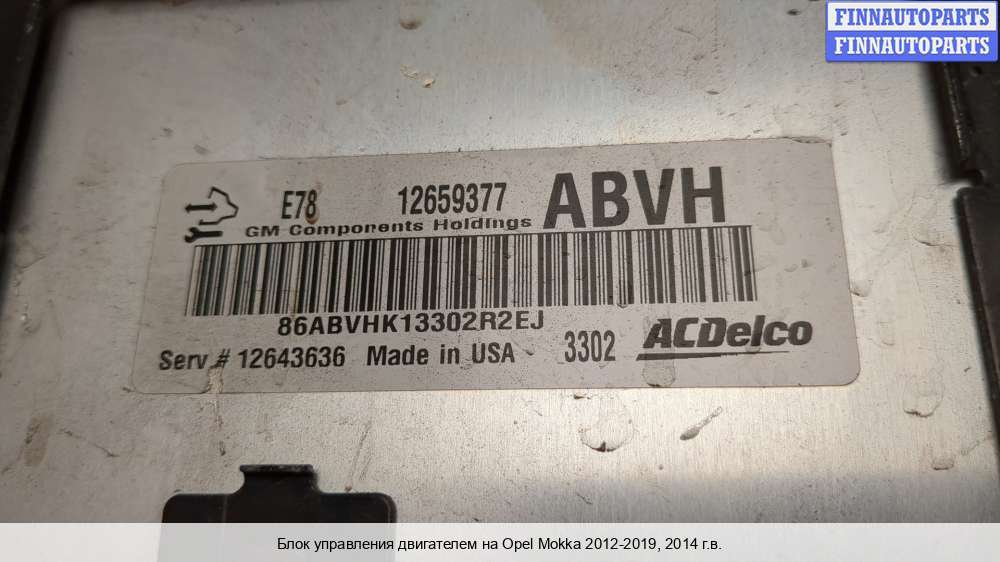 FINNAUTOPARTS
FINNAUTOPARTS
E78 12659377 ABVH
GM Components Holdings
86ABVHK13302R2EJ
Serv # 12643636 Made in USA 3302 ACDelco
Блок управления двигателем на Opel Mokka 2012-2019, 2014 г.в.